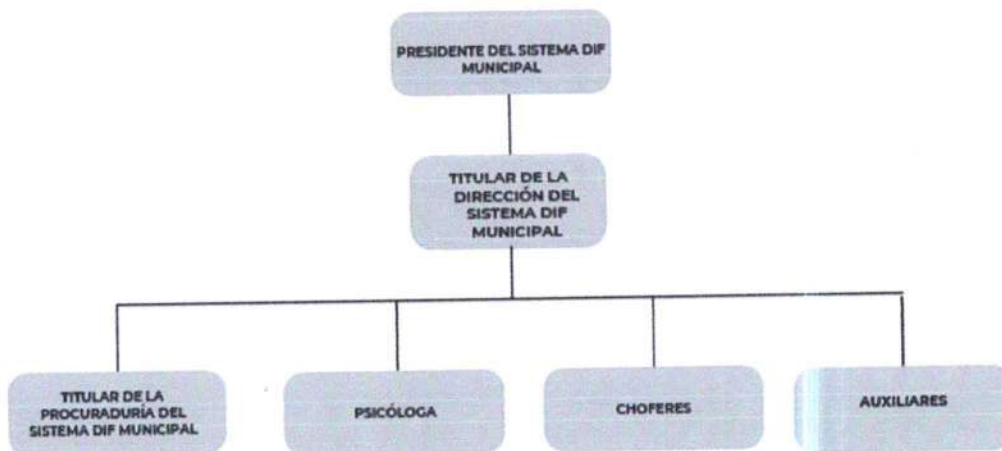 PRESIDENTE DEL SISTEMA DIF
MUNICIPAL
TITULAR DE LA
DIRECCIÓN DEL
SISTEMA DIF
MUNICIPAL
TITULAR DE LA
PROCURADURÍA DEL
SISTEMA DIF MUNICIPAL
PSICÓLOGA
CHOFERES
AUXILIARES